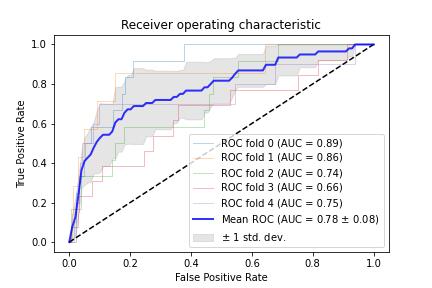 Receiver operating characteristic
1.0
0.8
0.6
0.4
0.2
0.0
True Positive Rate
ROC fold 0 (AUC = 0.89)
ROC fold 1 (AUC = 0.86)
ROC fold 2 (AUC = 0.74)
ROC fold 3 (AUC = 0.66)
ROC fold 4 (AUC = 0.75)
Mean ROC (AUC = 0.78 ± 0.08)
± 1 std. dev.
0.0 0.2 0.4 0.6 0.8 1.0
False Positive Rate